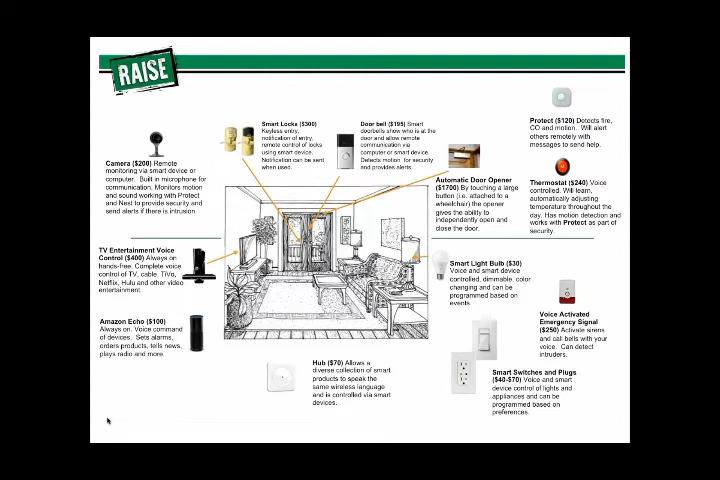 RAISE
Smart Locks ($300)
Keyless entry,
notification of entry,
remote control of locks
using smart device.
Notification can be sent
when used.
Door bell ($195) Smart
doorbells show who is at the
door and allow remote
communication via
computer or smart device.
Detects motion for security
and provides alerts.
Protect ($120) Detects fire,
CO and motion. Will alert
others remotely with
messages to send help.
Camera ($200) Remote
monitoring via smart device or
computer. Built in microphone for
communication. Monitors motion
and sound working with Protect
and Nest to provide security and
send alerts if there is intrusion.
Automatic Door Opener
($1700) By touching a large
button (i.e. attached to a
wheelchair) the opener
gives the ability to
independently open and
close the door.
Thermostat ($240) Voice
controlled. Will learn,
automatically adjusting
temperature throughout the
day. Has motion detection and
works with Protect as part of
security.
TV Entertainment Voice
Control ($400) Always on
hands-free. Complete voice
control of TV, cable, TiVo,
Netflix, Hulu and other video
entertainment.
Smart Light Bulb ($30)
Voice and smart device
controlled, dimmable, color
changing and can be
programmed based on
events.
Amazon Echo ($100)
Always on. Voice command
of devices. Sets alarms,
orders products, tells news,
plays radio and more.
Voice Activated
Emergency Signal
($250) Activate sirens
and call bells with your
voice. Can detect
intruders.
Hub ($70) Allows a
diverse collection of smart
products to speak the
same wireless language
and is controlled via smart
devices.
Smart Switches and Plugs
($40-$70) Voice and smart
device control of lights and
appliances and can be
programmed based on
preferences.